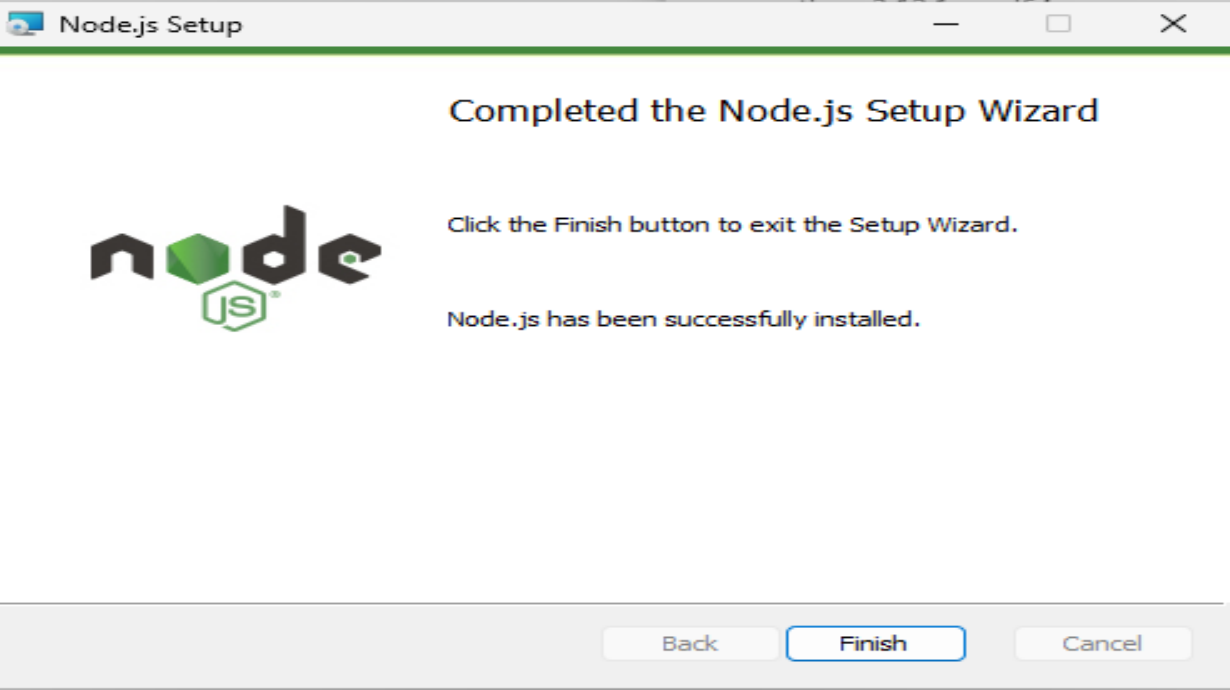 Node.js Setup
Completed the Node.js Setup Wizard
Click the Finish button to exit the Setup Wizard.
node
JS®
Node.js has been successfully installed.
Back
Finish
Cancel